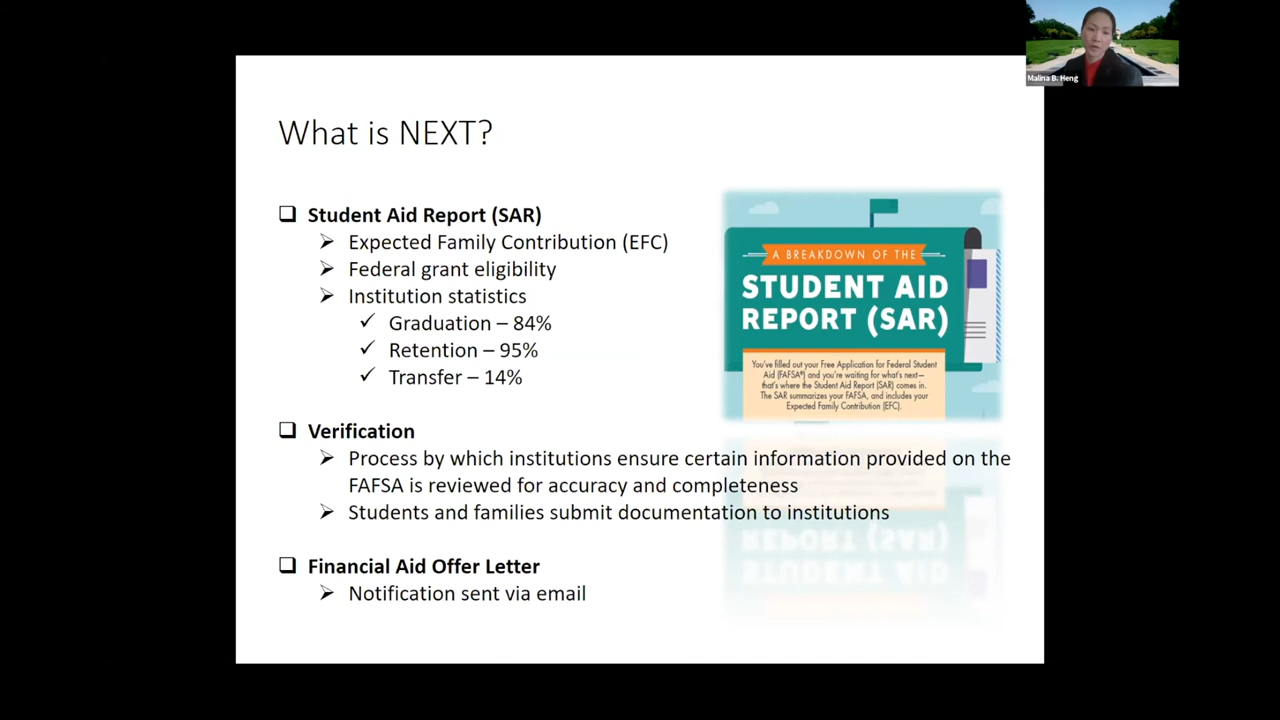 Malina B. Heng
What is NEXT?
Student Aid Report (SAR)
Expected Family Contribution (EFC)
Federal grant eligibility
Institution statistics
Graduation – 84%
Retention – 95%
Transfer – 14%
A BREAKDOWN OF THE
STUDENT AID
REPORT (SAR)
You've filled out your Free Application for Federal Student
Aid (FAFSA®) and you're waiting for what's next—
that's where the Student Aid Report (SAR) comes in.
The SAR summarizes your FAFSA, and includes your
Expected Family Contribution (EFC).
Verification
Process by which institutions ensure certain information provided on the
FAFSA is reviewed for accuracy and completeness
Students and families submit documentation to institutions
Financial Aid Offer Letter
Notification sent via email